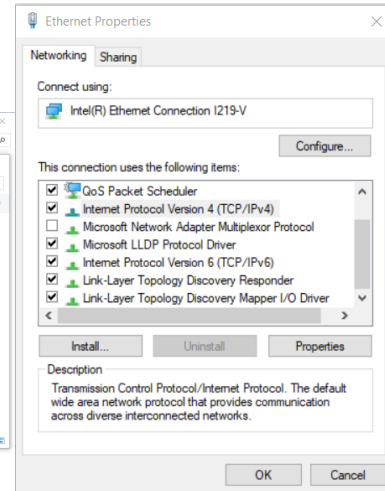 Ethernet Properties
Networking
Sharing
Connect using:
Intel(R) Ethernet Connection I219-V
Configure...
This connection uses the following items:
QoS Packet Scheduler
Internet Protocol Version 4 (TCP/IPv4)
Microsoft Network Adapter Multiplexor Protocol
Microsoft LLDP Protocol Driver
Internet Protocol Version 6 (TCP/IPv6)
Link-Layer Topology Discovery Responder
Link-Layer Topology Discovery Mapper I/O Driver
Install...
Uninstall
Properties
Description
Transmission Control Protocol/Internet Protocol. The default
wide area network protocol that provides communication
across diverse interconnected networks.
OK
Cancel